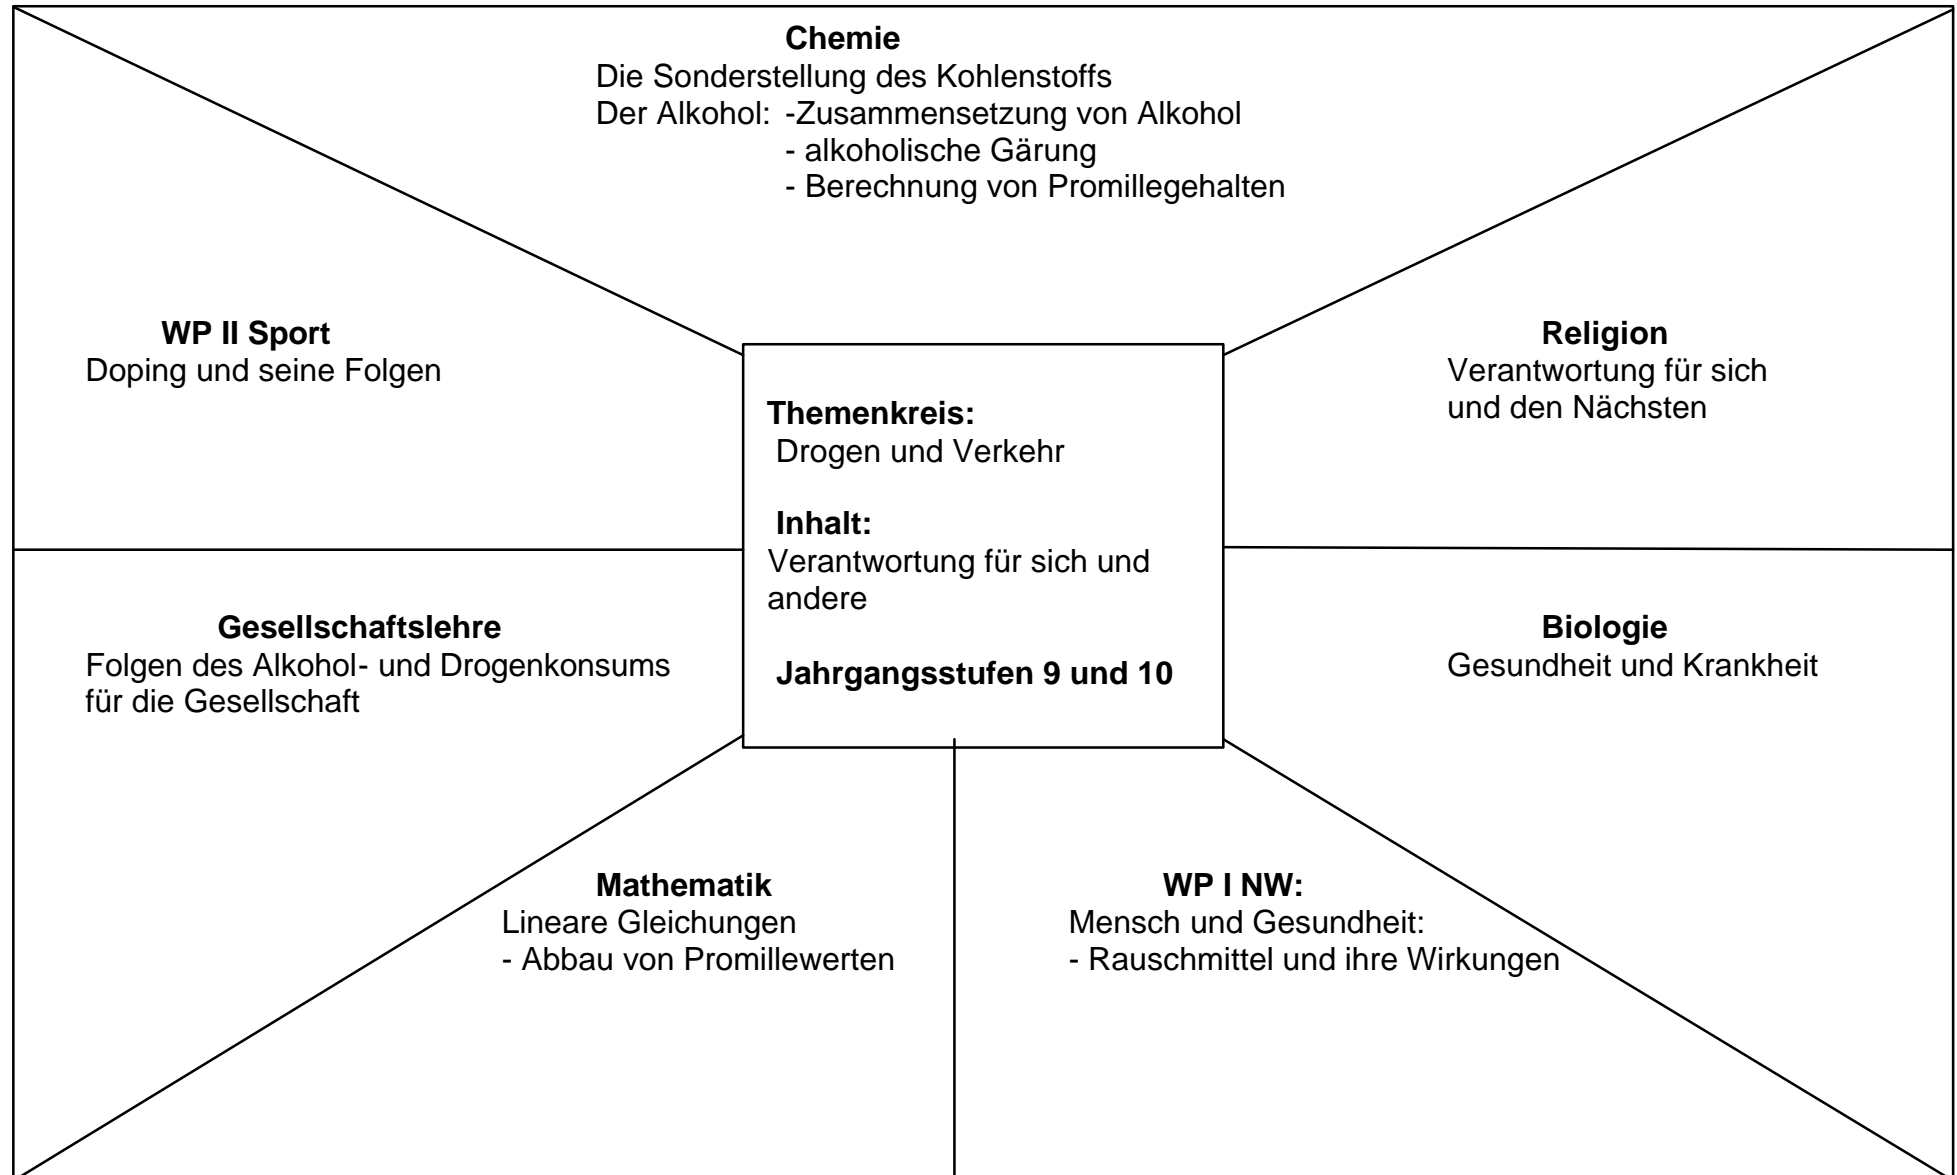 Chemie
Die Sonderstellung des Kohlenstoffs
Der Alkohol: -Zusammensetzung von Alkohol
- alkoholische Gärung
- Berechnung von Promillegehalten
WP II Sport
Doping und seine Folgen
Religion
Verantwortung für sich
und den Nächsten
Themenkreis:
Drogen und Verkehr
Inhalt:
Verantwortung für sich und
andere
Jahrgangsstufen 9 und 10
Gesellschaftslehre
Folgen des Alkohol- und Drogenkonsums
für die Gesellschaft
Biologie
Gesundheit und Krankheit
Mathematik
Lineare Gleichungen
- Abbau von Promillewerten
WP I NW:
Mensch und Gesundheit:
- Rauschmittel und ihre Wirkungen